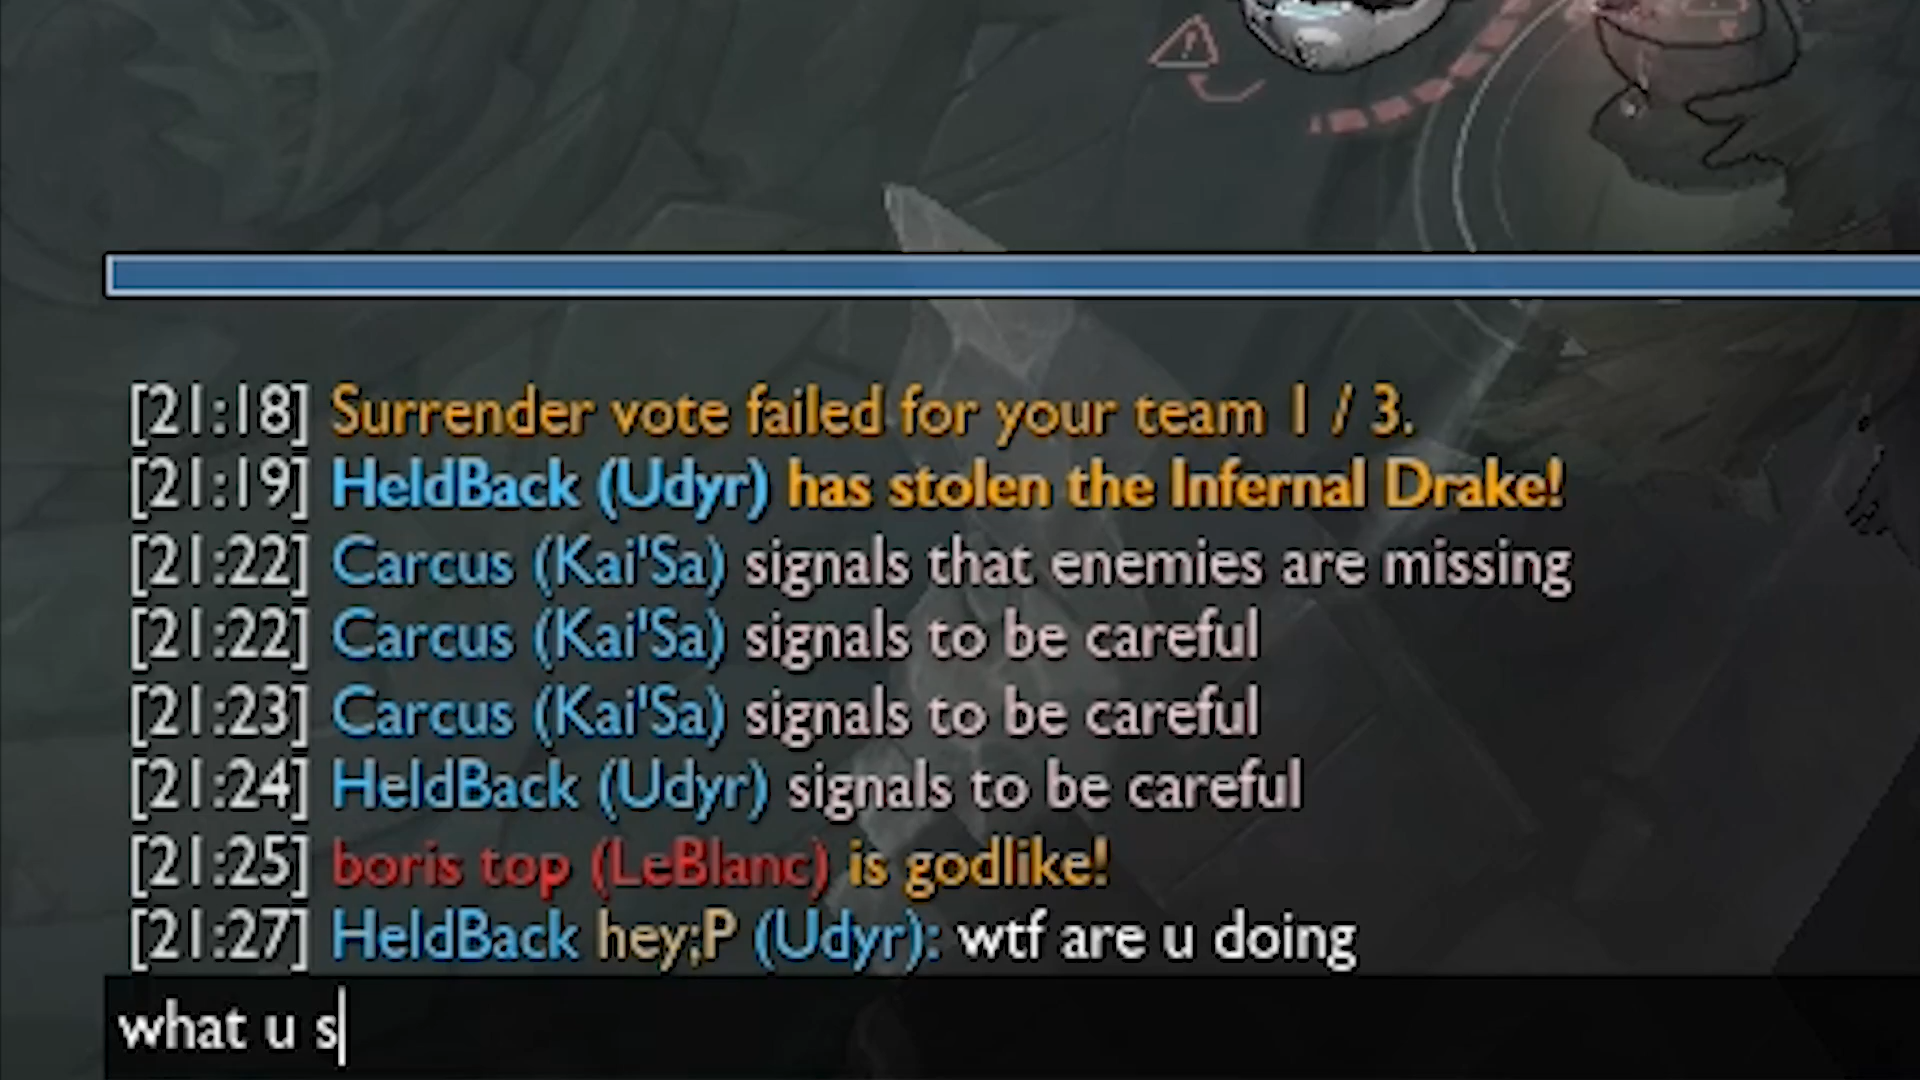 [21:18] Surrender vote failed for your team 1 / 3.
[21:19] HeldBack (Udyr) has stolen the Infernal Drake!
[21:22] Carcus (Kai'Sa) signals that enemies are missing
[21:22] Carcus (Kai'Sa) signals to be careful
[21:23] Carcus (Kai'Sa) signals to be careful
[21:24] HeldBack (Udyr) signals to be careful
[21:25] boris top (LeBlanc) is godlike!
[21:27] HeldBack hey;P (Udyr): wtf are u doing
what u s